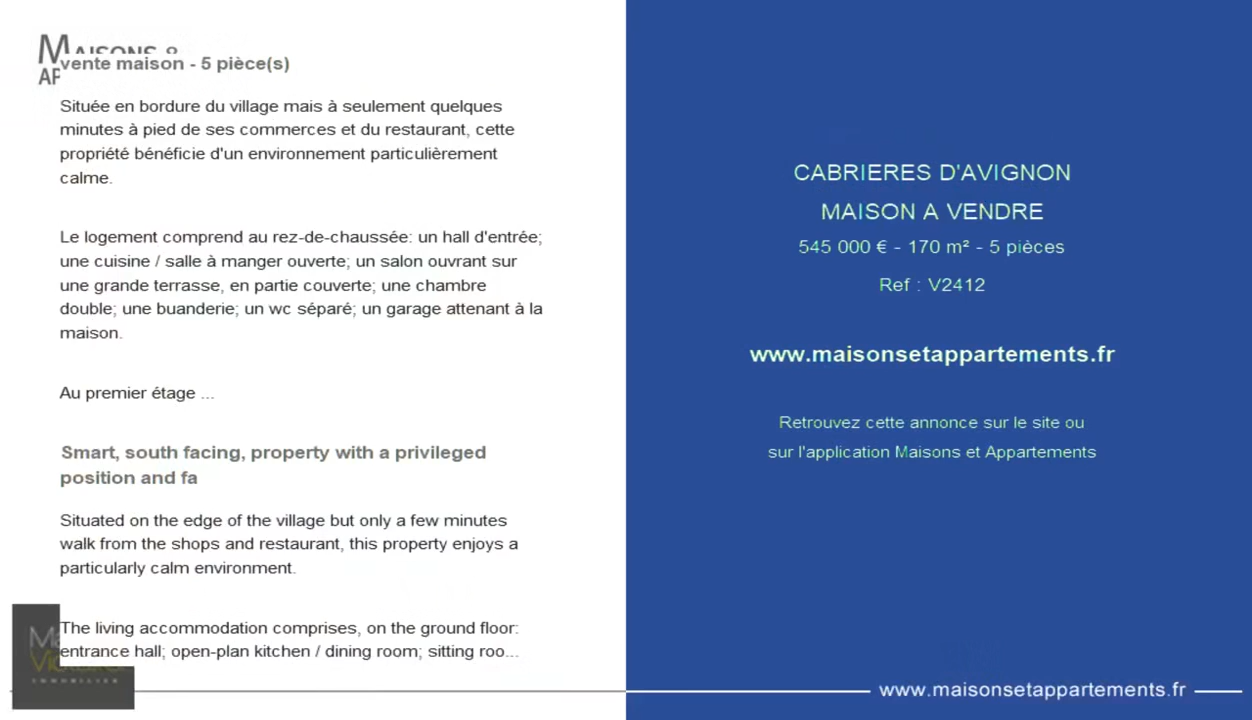 MAISONS &
AP
vente maison - 5 pièce(s)
Située en bordure du village mais à seulement quelques
minutes à pied de ses commerces et du restaurant, cette
propriété bénéficie d'un environnement particulièrement
calme.
Le logement comprend au rez-de-chaussée: un hall d'entrée;
une cuisine / salle à manger ouverte; un salon ouvrant sur
une grande terrasse, en partie couverte; une chambre
double; une buanderie; un wc séparé; un garage attenant à la
maison.
Au premier étage ...
Smart, south facing, property with a privileged
position and fa
Situated on the edge of the village but only a few minutes
walk from the shops and restaurant, this property enjoys a
particularly calm environment.
The living accommodation comprises, on the ground floor:
entrance hall; open-plan kitchen / dining room; sitting roo...
IMMOBILIER
CABRIERES D'AVIGNON
MAISON A VENDRE
545 000 € - 170 m² - 5 pièces
Ref : V2412
www.maisonsetappartements.fr
Retrouvez cette annonce sur le site ou
sur l'application Maisons et Appartements
www.maisonsetappartements.fr